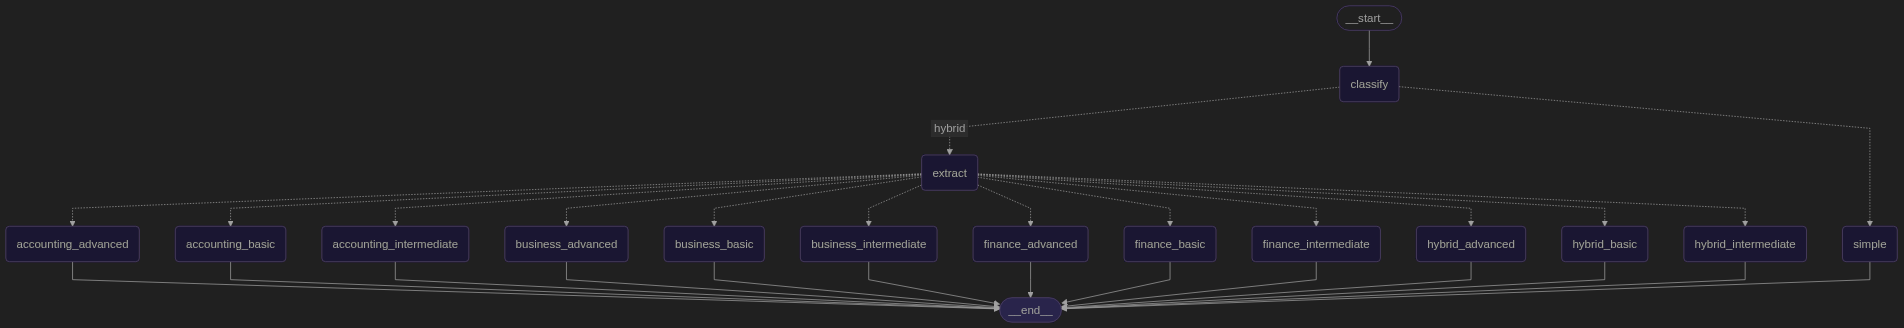 __start__
classify
hybrid
extract
accounting_advanced
accounting_basic
accounting_intermediate
business_advanced
business_basic
business_intermediate
finance_advanced
finance_basic
finance_intermediate
hybrid_advanced
hybrid_basic
hybrid_intermediate
simple
__end__